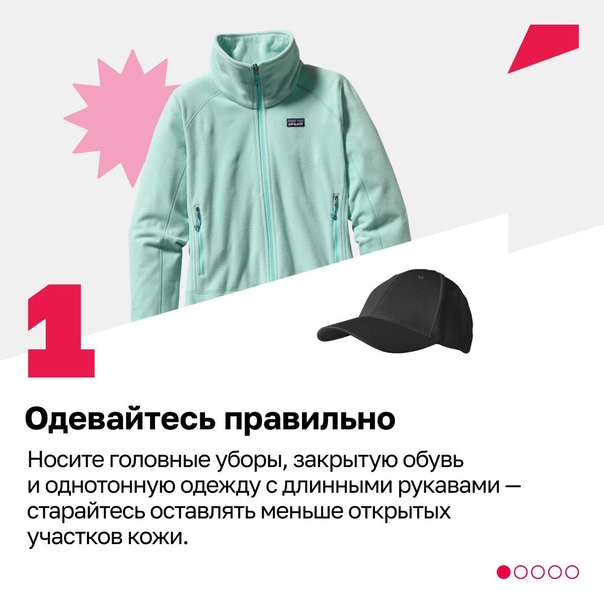 1
Одевайтесь правильно
Носите головные уборы, закрытую обувь
и однотонную одежду с длинными рукавами —
старайтесь оставлять меньше открытых
участков кожи.